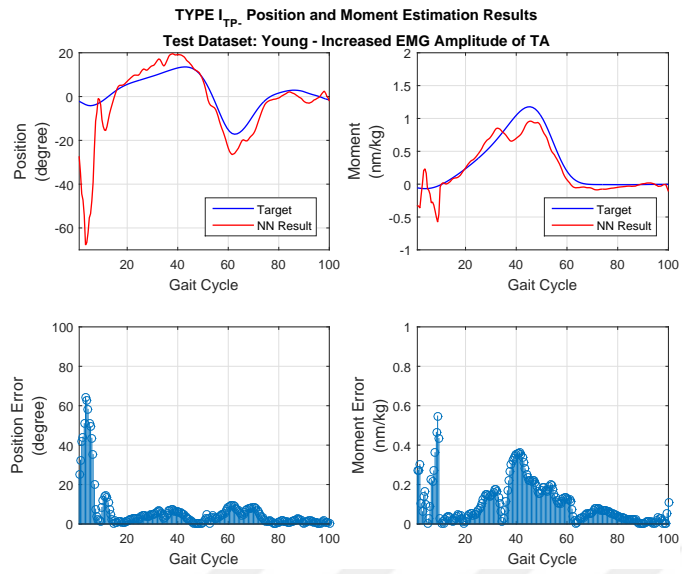 TYPE I_TP- Position and Moment Estimation Results
Test Dataset: Young - Increased EMG Amplitude of TA
20
0
-20
-40
-60
Position
(degree)
Target
NN Result
20 40 60 80 100
Gait Cycle
2
1.5
1
0.5
0
-0.5
-1
Moment
(nm/kg)
Target
NN Result
20 40 60 80 100
Gait Cycle
100
80
60
40
20
0
Position Error
(degree)
20 40 60 80 100
Gait Cycle
1
0.8
0.6
0.4
0.2
0
Moment Error
(nm/kg)
20 40 60 80 100
Gait Cycle